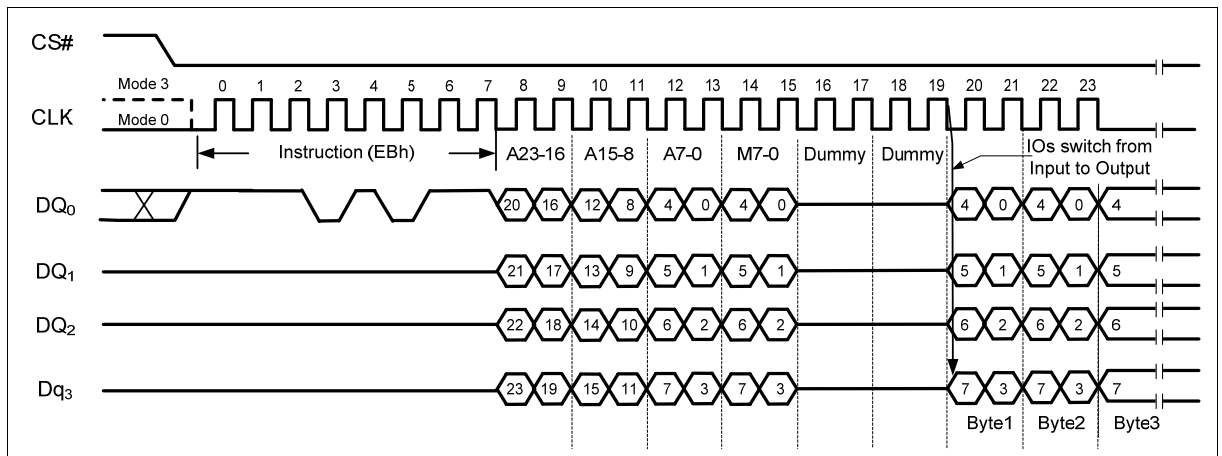 CS#
Mode 3
0 1 2 3 4 5 6 7 8 9 10 11 12 13 14 15 16 17 18 19 20 21 22 23
CLK
Mode 0
Instruction (EBh) A23-16 A15-8 A7-0 M7-0 Dummy Dummy
IOs switch from
Input to Output
DQ0 20 16 12 8 4 0 4 0 4 0 4 0 4
DQ1 21 17 13 9 5 1 5 1 5 1 5 1 5
DQ2 22 18 14 10 6 2 6 2 6 2 6 2 6
Dq3 23 19 15 11 7 3 7 3 7 3 7 3 7
Byte1 Byte2 Byte3